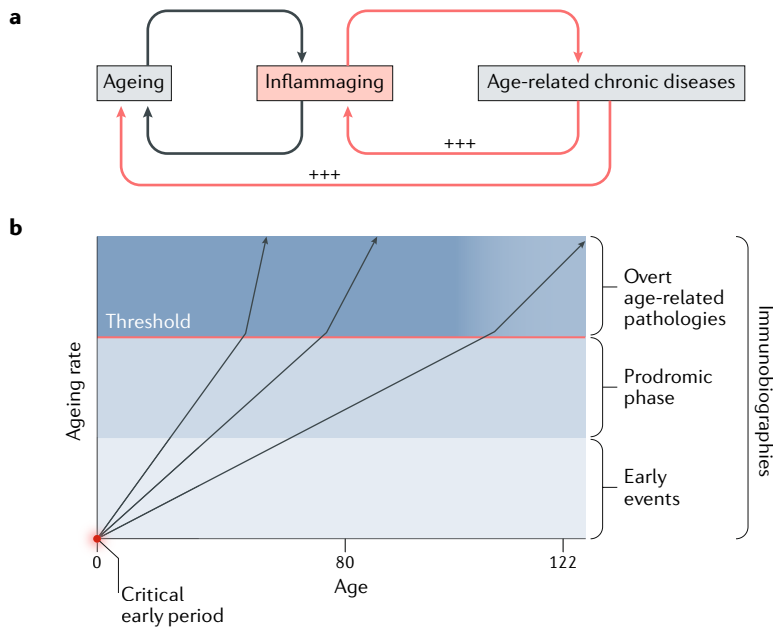 a
Ageing
Inflammaging
Age-related chronic diseases
+++
+++
b
Threshold
Ageing rate
Overt
age-related
pathologies
Prodromic
phase
Early
events
Immunobiographies
0
80
122
Age
Critical
early period